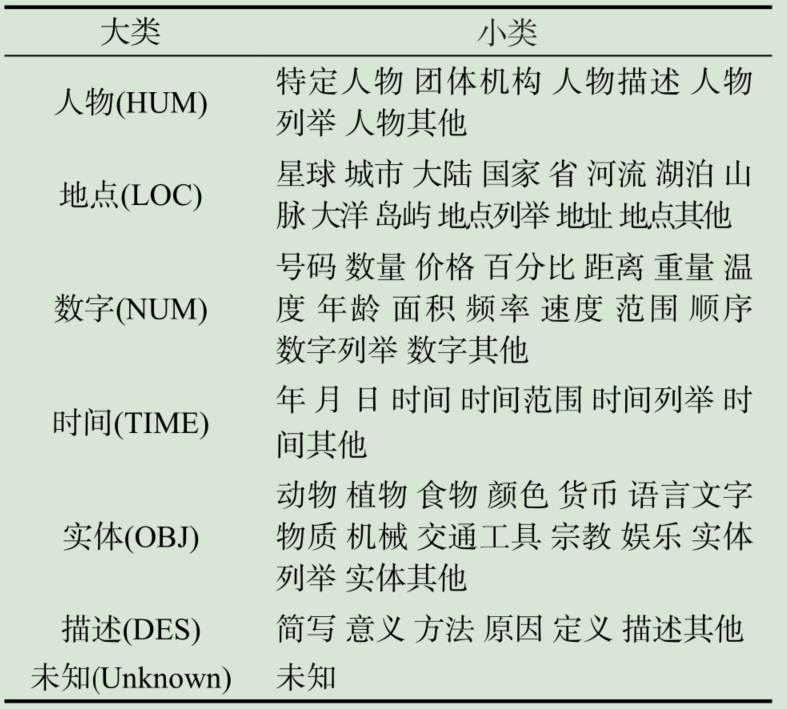 大类 小类
人物(HUM) 特定人物 团体机构 人物描述 人物
列举 人物其他
地点(LOC) 星球 城市 大陆 国家 省 河流 湖泊 山
脉 大洋 岛屿 地点列举 地址 地点其他
数字(NUM) 号码 数量 价格 百分比 距离 重量 温
度 年龄 面积 频率 速度 范围 顺序
数字列举 数字其他
时间(TIME) 年 月 日 时间 时间范围 时间列举 时
间其他
实体(OBJ) 动物 植物 食物 颜色 货币 语言文字
物质 机械 交通工具 宗教 娱乐 实体
列举 实体其他
描述(DES) 简写 意义 方法 原因 定义 描述其他
未知(Unknown) 未知